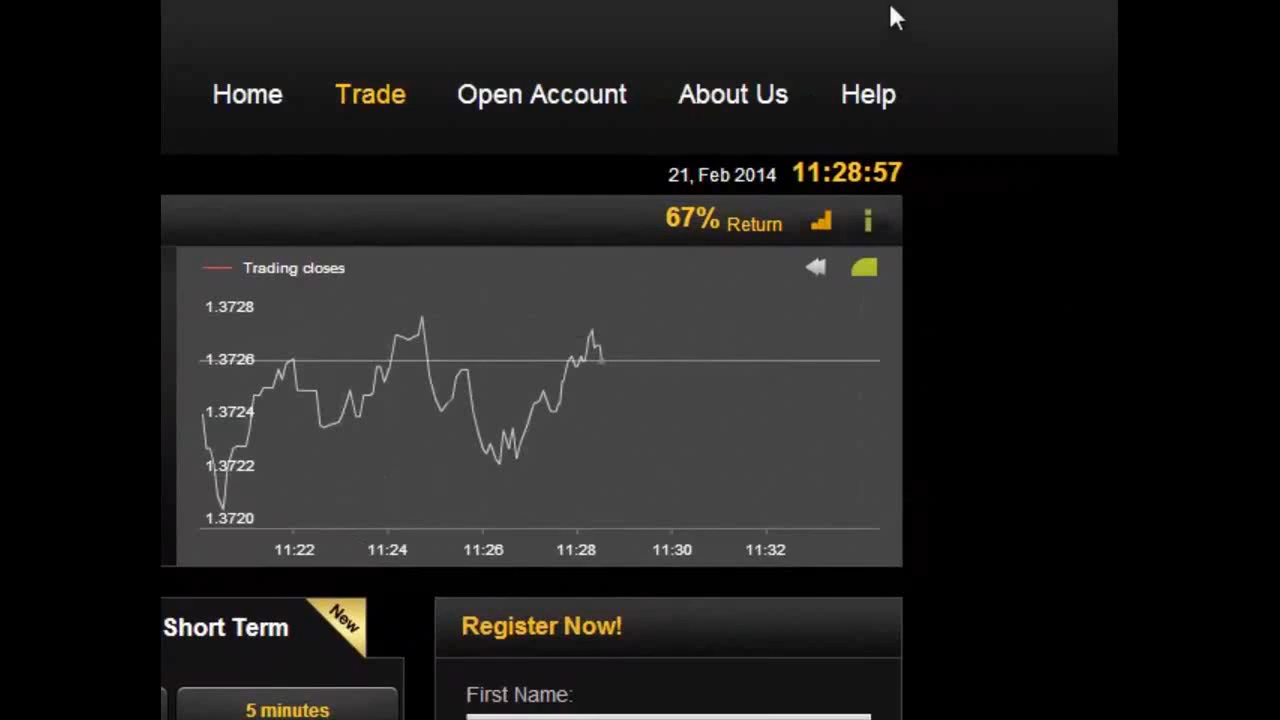 Home Trade Open Account About Us Help
21, Feb 2014 11:28:57
67% Return
Trading closes
1.3728
1.3726
1.3724
1.3722
1.3720
11:22 11:24 11:26 11:28 11:30 11:32
Short Term New
Register Now!
First Name:
5 minutes